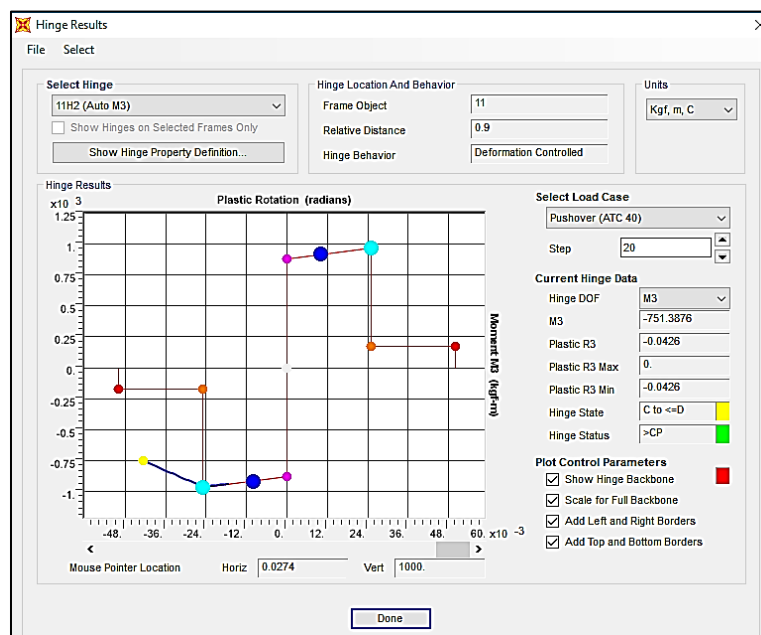 Hinge Results
File Select
Select Hinge
11H2 (Auto M3)
Show Hinges on Selected Frames Only
Show Hinge Property Definition...
Hinge Location And Behavior
Frame Object 11
Relative Distance 0.9
Hinge Behavior Deformation Controlled
Units
Kgf, m, C
Hinge Results
x10 3
Plastic Rotation (radians)
1.25
1.
0.75
0.5
0.25
0.
-0.25
-0.5
-0.75
-1.
Moment M3 (kgf-m)
-48. -36. -24. -12. 0. 12. 24. 36. 48. 60. x10 -3
< >
Mouse Pointer Location Horiz 0.0274 Vert 1000.
Select Load Case
Pushover (ATC 40)
Step 20
Current Hinge Data
Hinge DOF M3
M3 -751.3876
Plastic R3 -0.0426
Plastic R3 Max 0.
Plastic R3 Min -0.0426
Hinge State C to <=D
Hinge Status >CP
Plot Control Parameters
Show Hinge Backbone
Scale for Full Backbone
Add Left and Right Borders
Add Top and Bottom Borders
Done